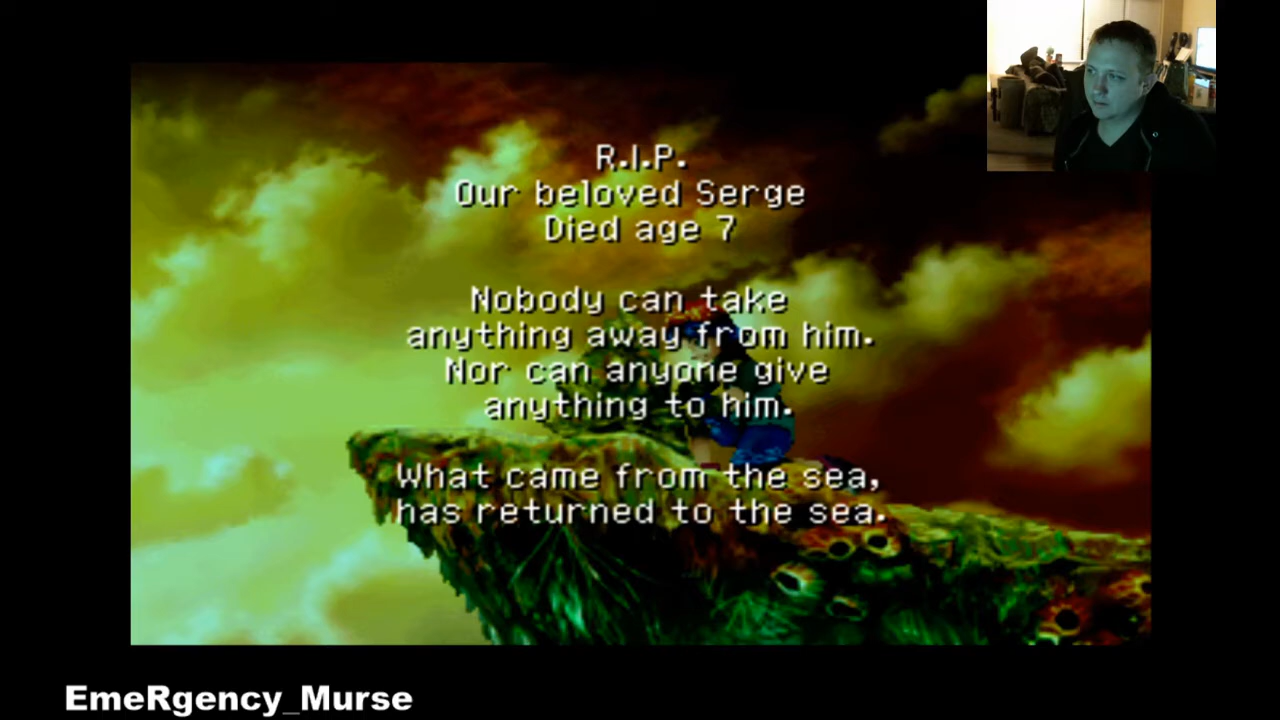 R.I.P.
Our beloved Serge
Died age 7
Nobody can take
anything away from him.
Nor can anyone give
anything to him.
What came from the sea,
has returned to the sea.
EmeRgency_Murse